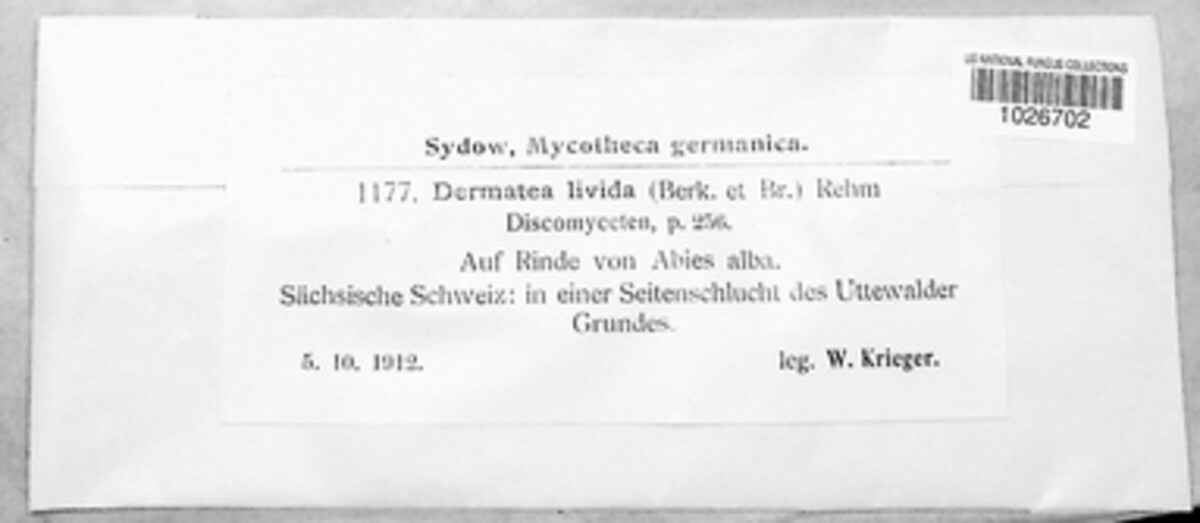 US NATIONAL FUNGUS COLLECTIONS
1026702
Sydow, Mycotheca germanica.
1177. Dermatea livida (Berk. et Br.) Rehm
Discomyceten, p. 256.
Auf Rinde von Abies alba.
Sächsische Schweiz: in einer Seitenschlucht des Uttewalder
Grundes.
5. 10. 1912. leg. W. Krieger.